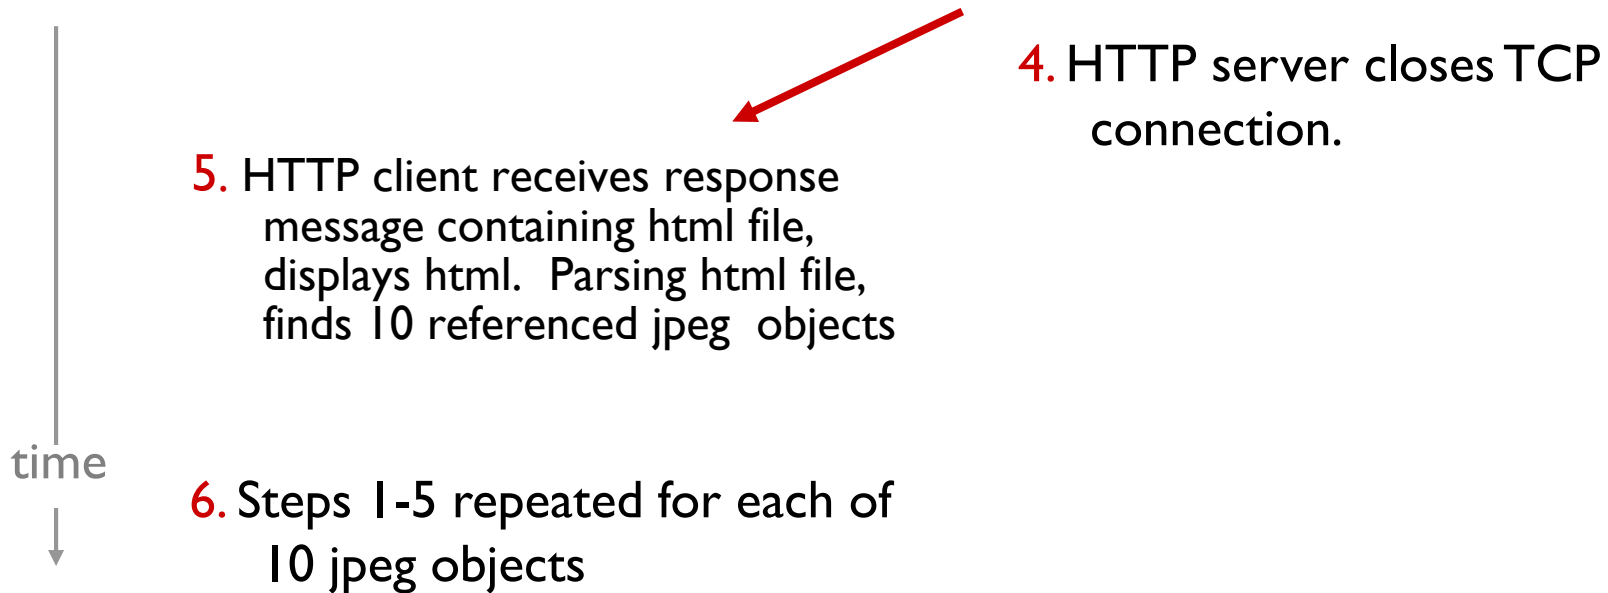 4. HTTP server closes TCP
connection.
5. HTTP client receives response
message containing html file,
displays html.  Parsing html file,
finds 10 referenced jpeg  objects
time
6. Steps 1-5 repeated for each of
10 jpeg objects